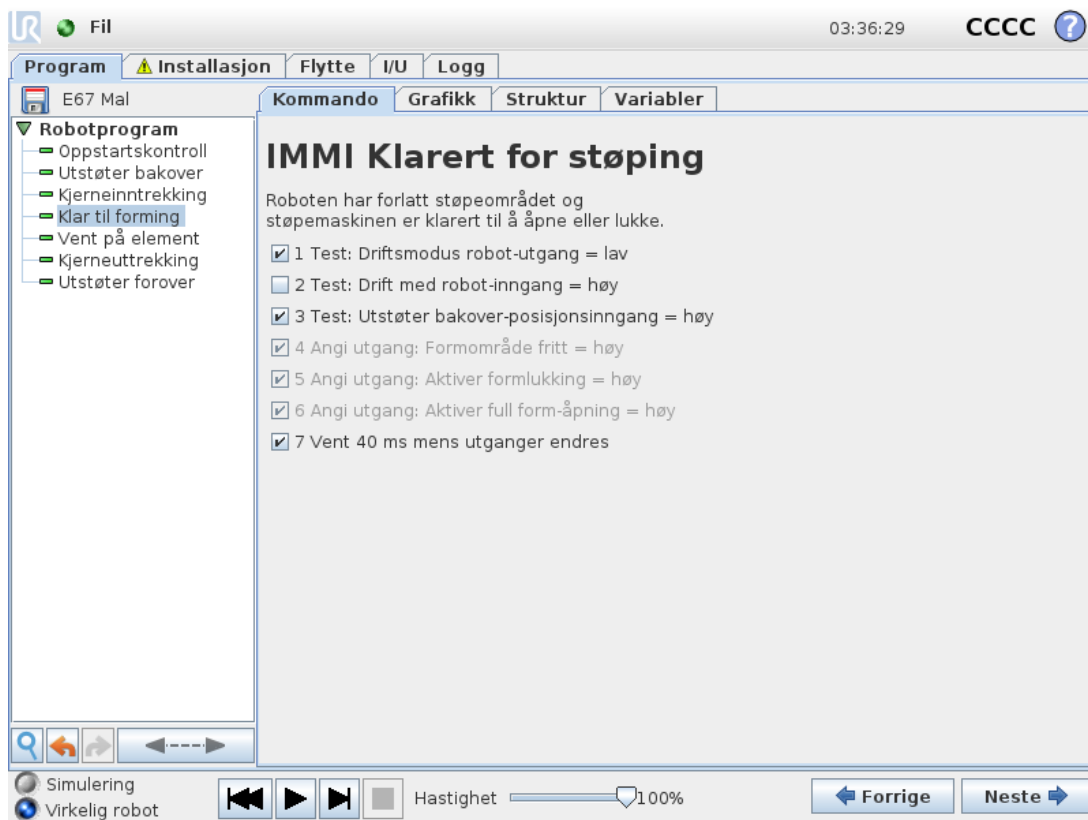 UR Fil 03:36:29 CCCC ?
Program Installasjon Flytte I/U Logg
E67 Mal
Kommando Grafikk Struktur Variabler
Robotprogram
Oppstartskontroll
Utstøter bakover
Kjerneinntrekking
Klar til forming
Vent på element
Kjerneuttrekking
Utstøter forover
IMMI Klarert for støping
Roboten har forlatt støpeområdet og
støpemaskinen er klarert til å åpne eller lukke.
1 Test: Driftsmodus robot-utgang = lav
2 Test: Drift med robot-inngang = høy
3 Test: Utstøter bakover-posisjonsinngang = høy
4 Angi utgang: Formområde fritt = høy
5 Angi utgang: Aktiver formlukking = høy
6 Angi utgang: Aktiver full form-åpning = høy
7 Vent 40 ms mens utganger endres
Simulering
Virkelig robot
Hastighet 100%
Forrige Neste